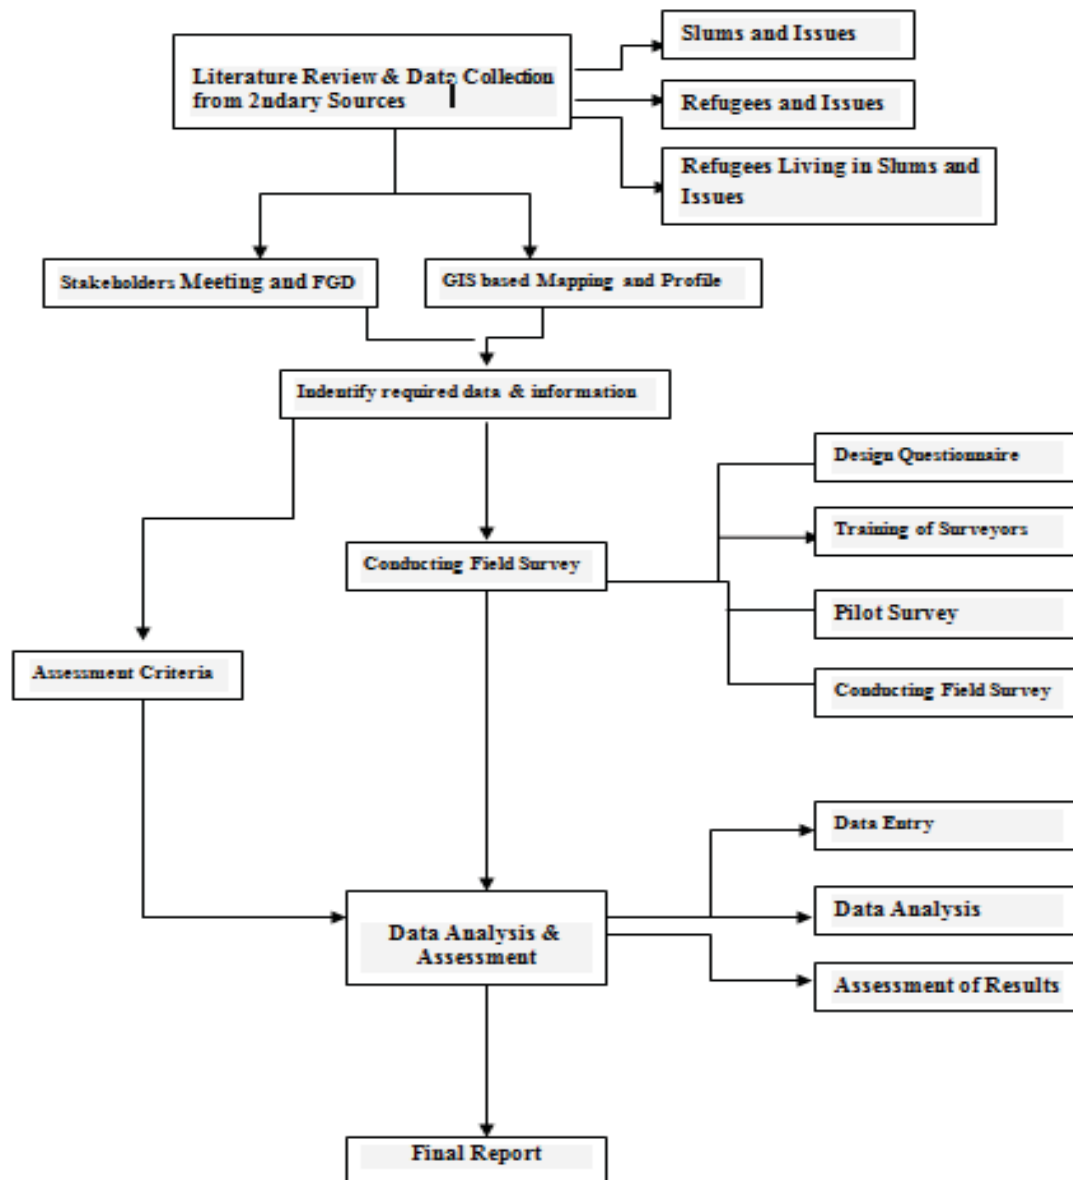 Slums and Issues
Literature Review & Data Collection
from 2ndary Sources
Refugees and Issues
Refugees Living in Slums and
Issues
Stakeholders Meeting and FGD
GIS based Mapping and Profile
Indentify required data & information
Design Questionnaire
Training of Surveyors
Conducting Field Survey
Pilot Survey
Assessment Criteria
Conducting Field Survey
Data Entry
Data Analysis
Data Analysis &
Assessment
Assessment of Results
Final Report